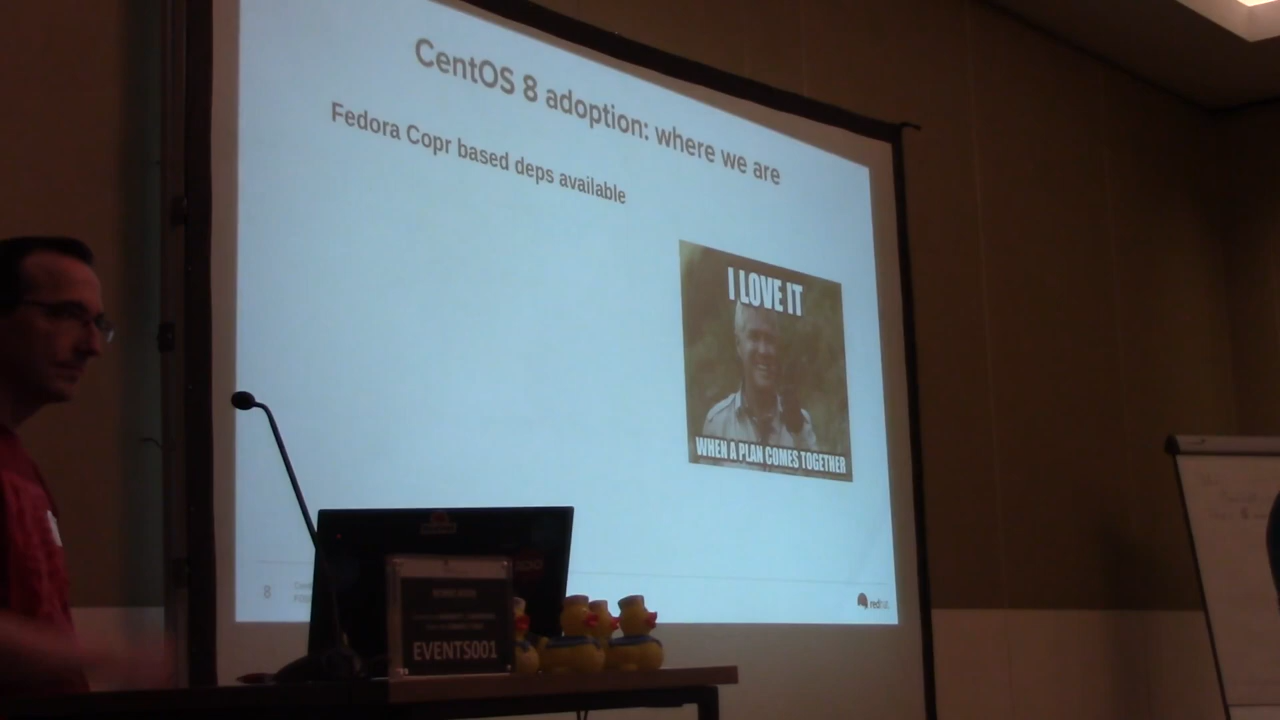 CentOS 8 adoption: where we are
Fedora Copr based deps available
I LOVE IT
WHEN A PLAN COMES TOGETHER
8
redhat
EVENTS001